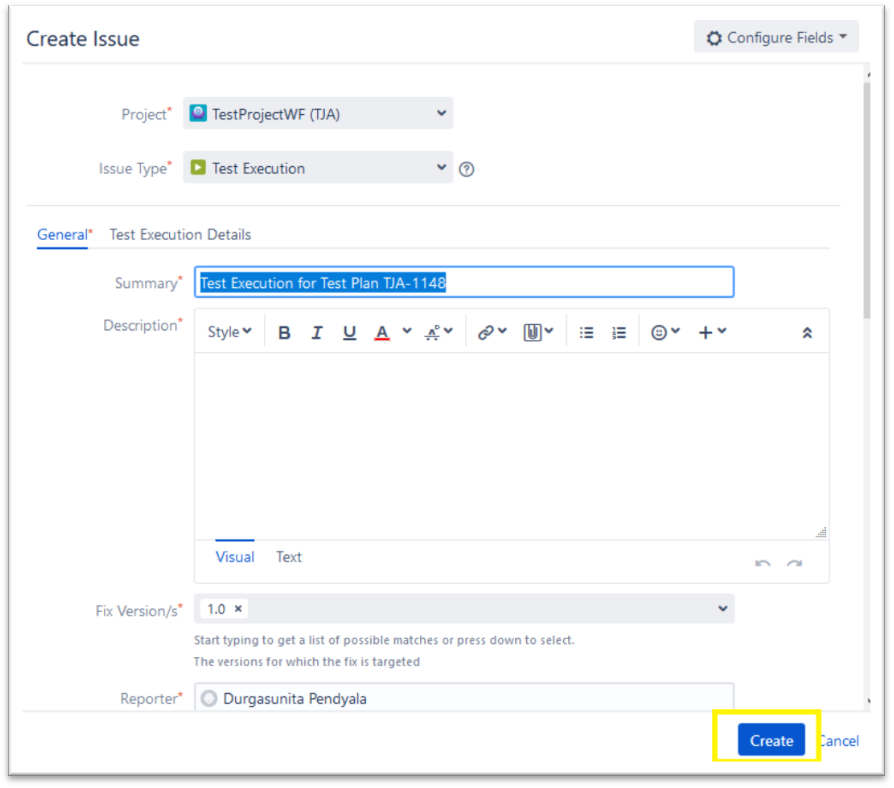 Create Issue
Configure Fields
Project*
TestProjectWF (TJA)
Issue Type*
Test Execution
General*
Test Execution Details
Summary*
Test Execution for Test Plan TJA-1148
Description*
Style
B I U A
Visual
Text
Fix Version/s*
1.0 ×
Start typing to get a list of possible matches or press down to select.
The versions for which the fix is targeted
Reporter*
Durgasunita Pendyala
Create
Cancel